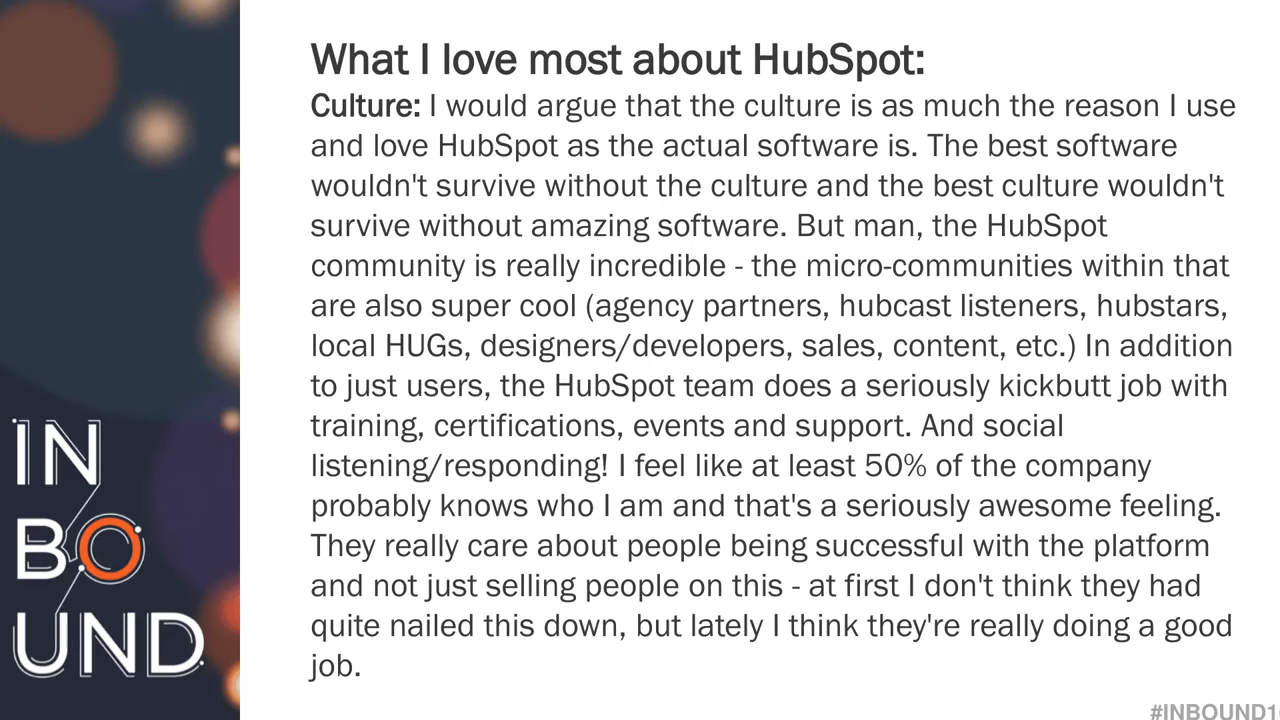 What I love most about HubSpot:
Culture: I would argue that the culture is as much the reason I use
and love HubSpot as the actual software is. The best software
wouldn't survive without the culture and the best culture wouldn't
survive without amazing software. But man, the HubSpot
community is really incredible - the micro-communities within that
are also super cool (agency partners, hubcast listeners, hubstars,
local HUGs, designers/developers, sales, content, etc.) In addition
to just users, the HubSpot team does a seriously kickbutt job with
training, certifications, events and support. And social
listening/responding! I feel like at least 50% of the company
probably knows who I am and that's a seriously awesome feeling.
They really care about people being successful with the platform
and not just selling people on this - at first I don't think they had
quite nailed this down, but lately I think they're really doing a good
job.
IN
BO
UND
#INBOUND1